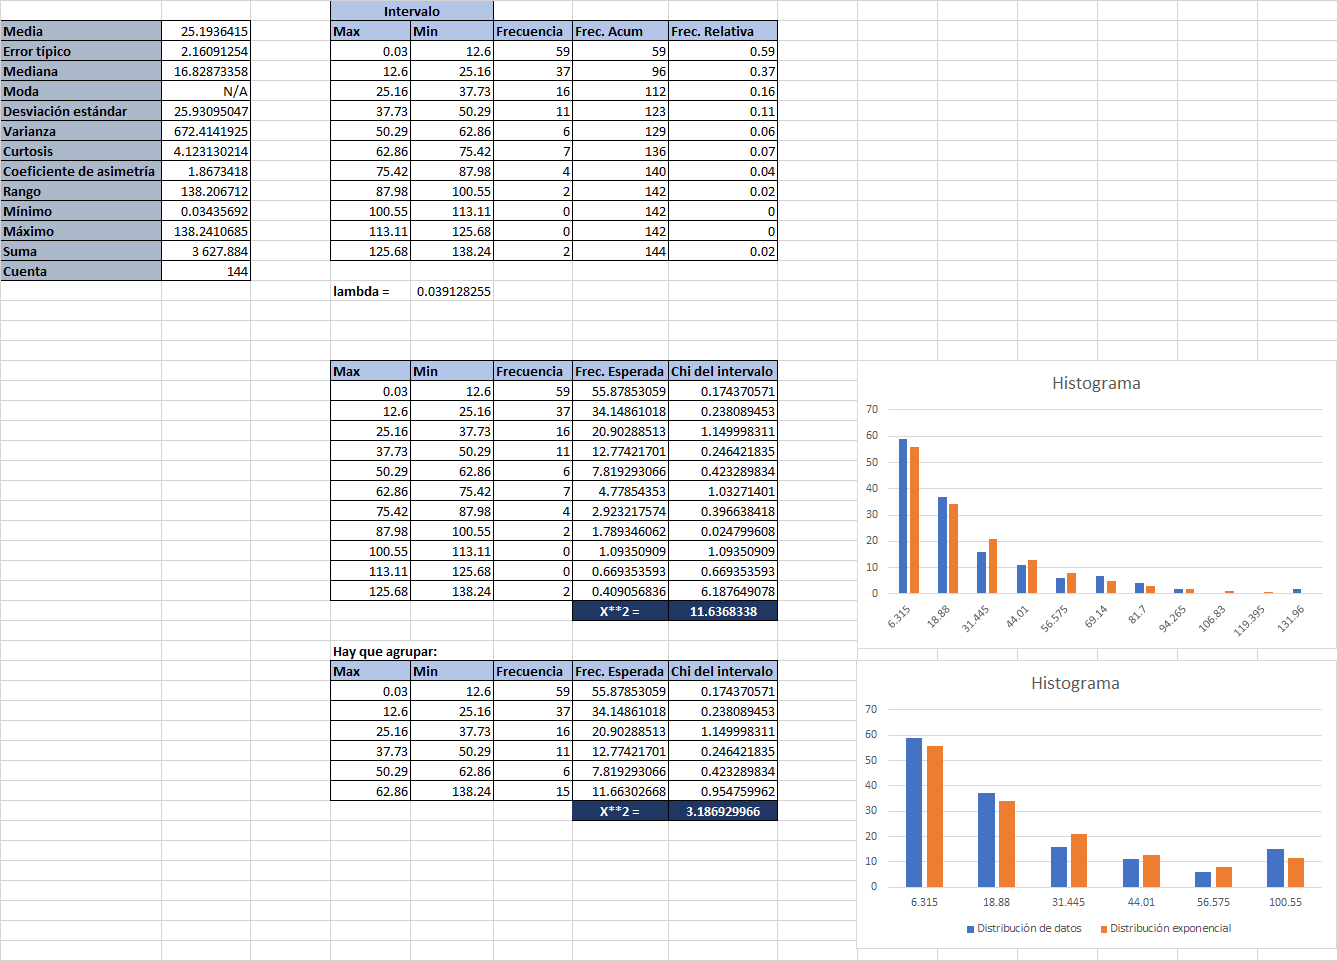 Media 25.1936415
Error típico 2.16091254
Mediana 16.82873358
Moda N/A
Desviación estándar 25.93095047
Varianza 672.4141925
Curtosis 4.123130214
Coeficiente de asimetría 1.8673418
Rango 138.206712
Mínimo 0.03435692
Máximo 138.2410685
Suma 3 627.884
Cuenta 144
Intervalo
Max Min Frecuencia Frec. Acum Frec. Relativa
0.03 12.6 59 59 0.59
12.6 25.16 37 96 0.37
25.16 37.73 16 112 0.16
37.73 50.29 11 123 0.11
50.29 62.86 6 129 0.06
62.86 75.42 7 136 0.07
75.42 87.98 4 140 0.04
87.98 100.55 2 142 0.02
100.55 113.11 0 142 0
113.11 125.68 0 142 0
125.68 138.24 2 144 0.02
lambda = 0.039128255
Max Min Frecuencia Frec. Esperada Chi del intervalo
0.03 12.6 59 55.87853059 0.174370571
12.6 25.16 37 34.14861018 0.238089453
25.16 37.73 16 20.90288513 1.149998311
37.73 50.29 11 12.77421701 0.246421835
50.29 62.86 6 7.819293066 0.423289834
62.86 75.42 7 4.77854353 1.03271401
75.42 87.98 4 2.923217574 0.396638418
87.98 100.55 2 1.789346062 0.024799608
100.55 113.11 0 1.09350909 1.09350909
113.11 125.68 0 0.669353593 0.669353593
125.68 138.24 2 0.409056836 6.187649078
X**2 = 11.6368338
Hay que agrupar:
Max Min Frecuencia Frec. Esperada Chi del intervalo
0.03 12.6 59 55.87853059 0.174370571
12.6 25.16 37 34.14861018 0.238089453
25.16 37.73 16 20.90288513 1.149998311
37.73 50.29 11 12.77421701 0.246421835
50.29 62.86 6 7.819293066 0.423289834
62.86 138.24 15 11.66302668 0.954759962
X**2 = 3.186929966
Histograma
70
60
50
40
30
20
10
0
6.315 18.88 31.445 44.01 56.575 69.14 81.7 94.265 106.83 119.395 131.96
Histograma
70
60
50
40
30
20
10
0
6.315 18.88 31.445 44.01 56.575 100.55
Distribución de datos Distribución exponencial